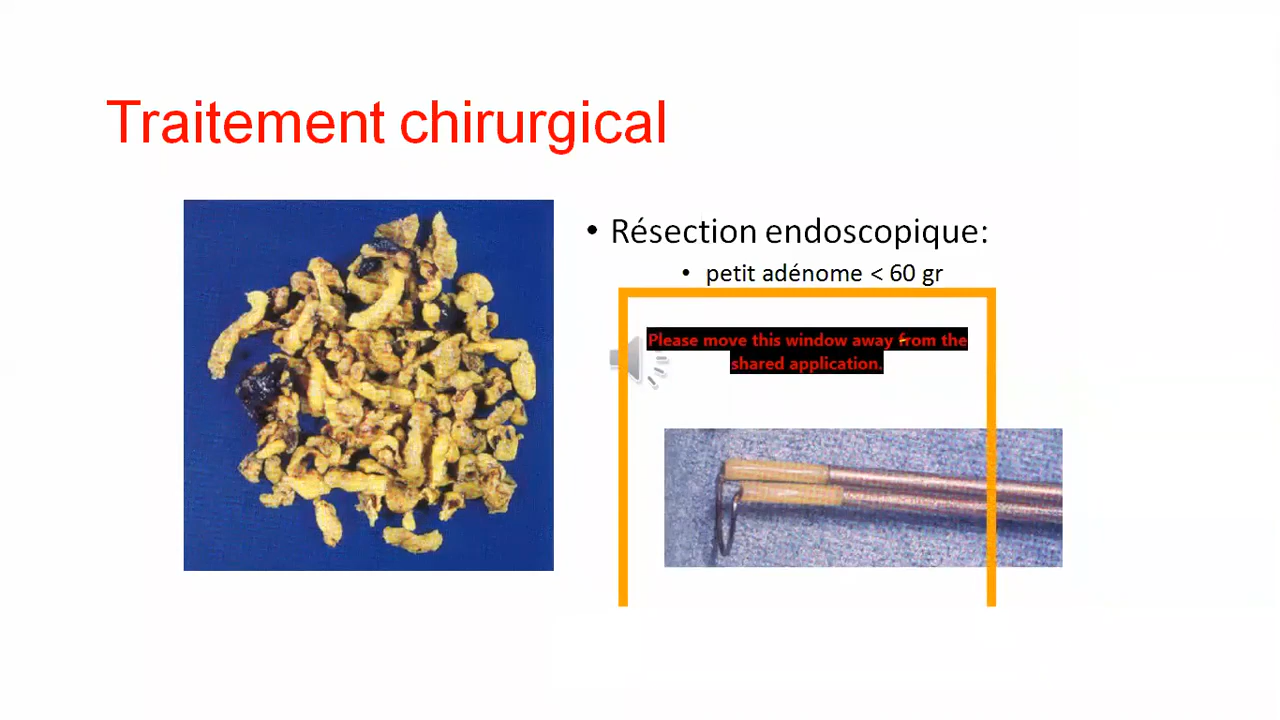 Traitement chirurgical
• Résection endoscopique:
• petit adénome < 60 gr
Please move this window away from the
shared application.